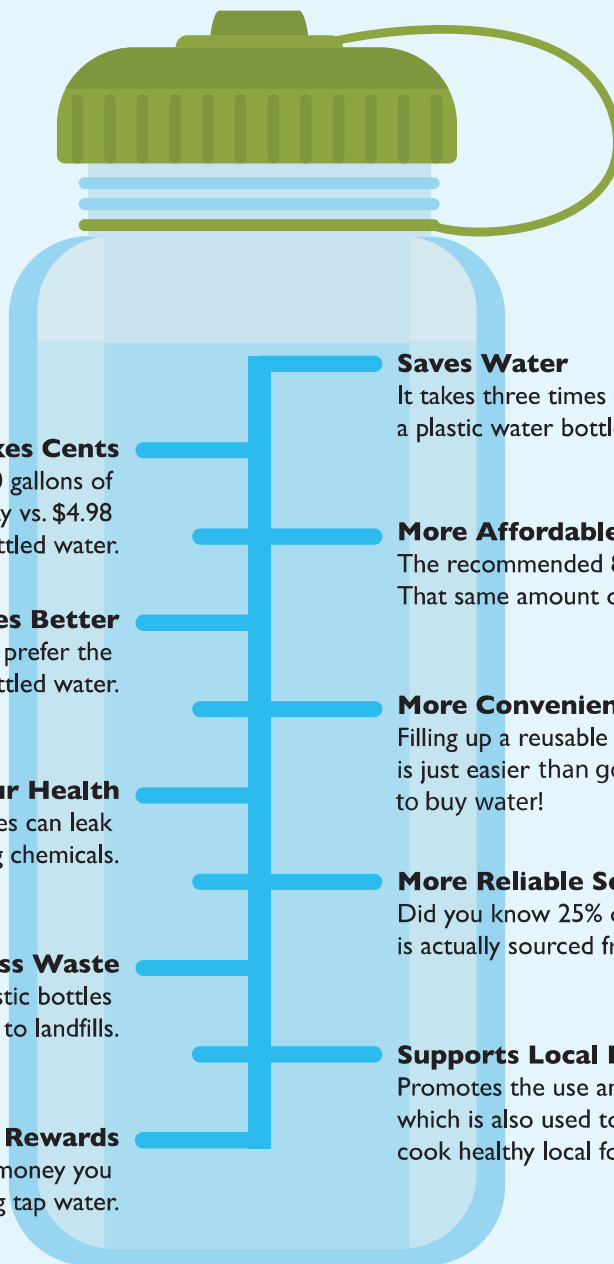 kes Cents
gallons of
y vs. $4.98
ttled water.
es Better
prefer the
ttled water.
ur Health
es can leak
g chemicals.
ss Waste
stic bottles
to landfills.
Rewards
money you
g tap water.
Saves Water
It takes three times
a plastic water bottl
More Affordable
The recommended
That same amount
More Convenien
Filling up a reusable
is just easier than g
to buy water!
More Reliable S
Did you know 25%
is actually sourced f
Supports Local
Promotes the use a
which is also used to
cook healthy local fo